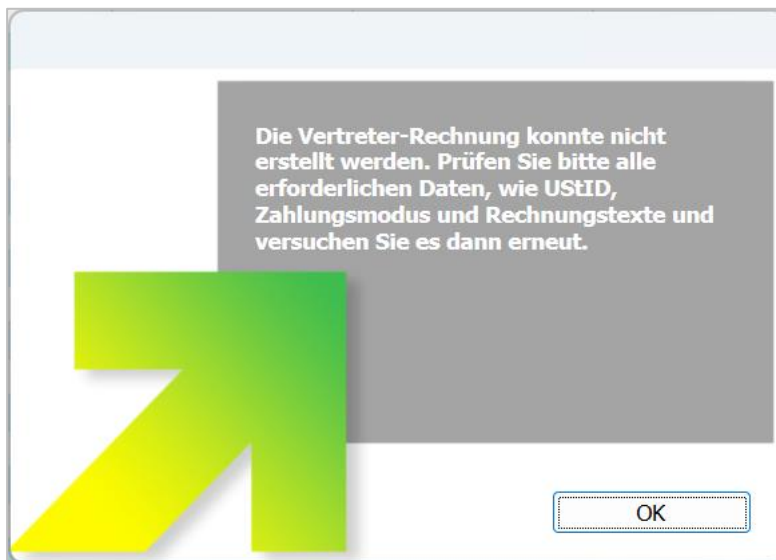 Die Vertreter-Rechnung konnte nicht
erstellt werden. Prüfen Sie bitte alle
erforderlichen Daten, wie UStID,
Zahlungsmodus und Rechnungstexte und
versuchen Sie es dann erneut.
OK